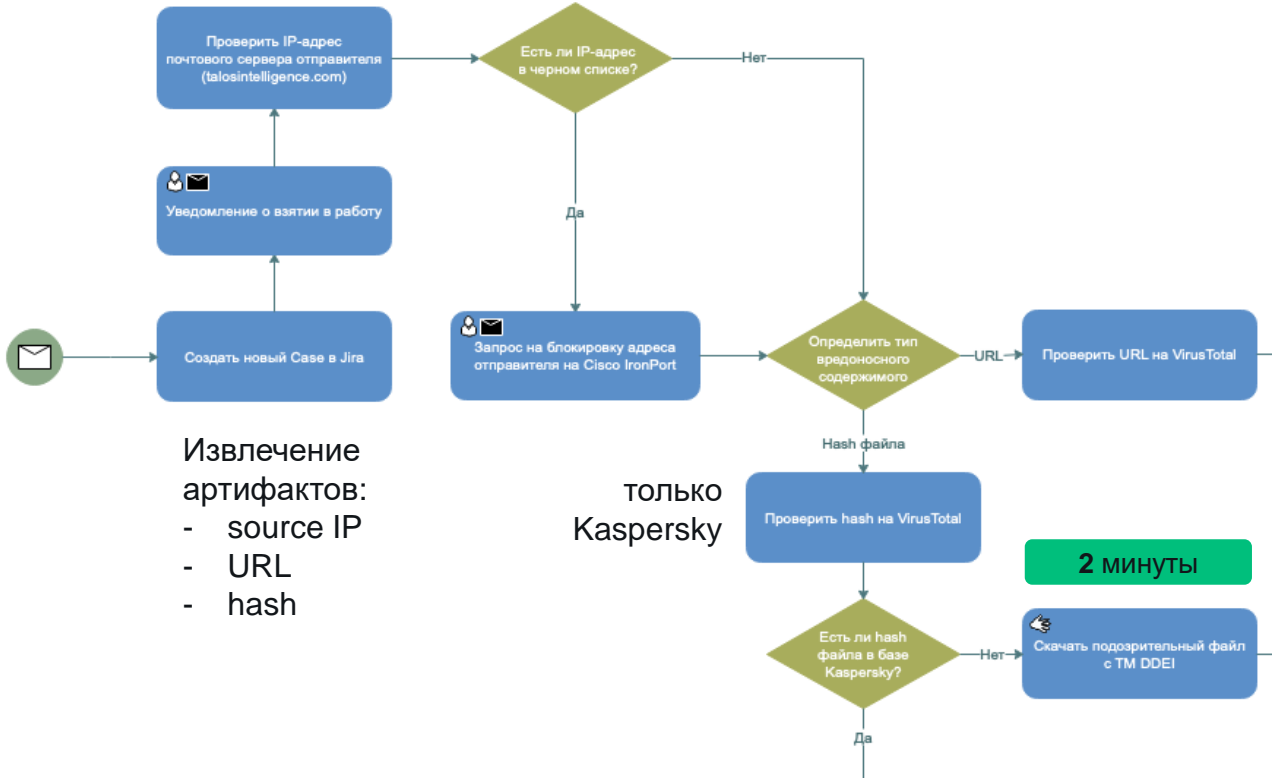 Проверить IP-адрес
почтового сервера отправителя
(talosintelligence.com)
Есть ли IP-адрес
в черном списке?
Нет
Уведомление о взятии в работу
Да
Создать новый Case в Jira
Запрос на блокировку адреса
отправителя на Cisco IronPort
Определить тип
вредоносного
содержимого
URL
Проверить URL на VirusTotal
Hash файла
Извлечение
артифактов:
- source IP
- URL
- hash
только
Kaspersky
Проверить hash на VirusTotal
2 минуты
Есть ли hash
файла в базе
Kaspersky?
Нет
Скачать подозрительный файл
с TM DDEI
Да